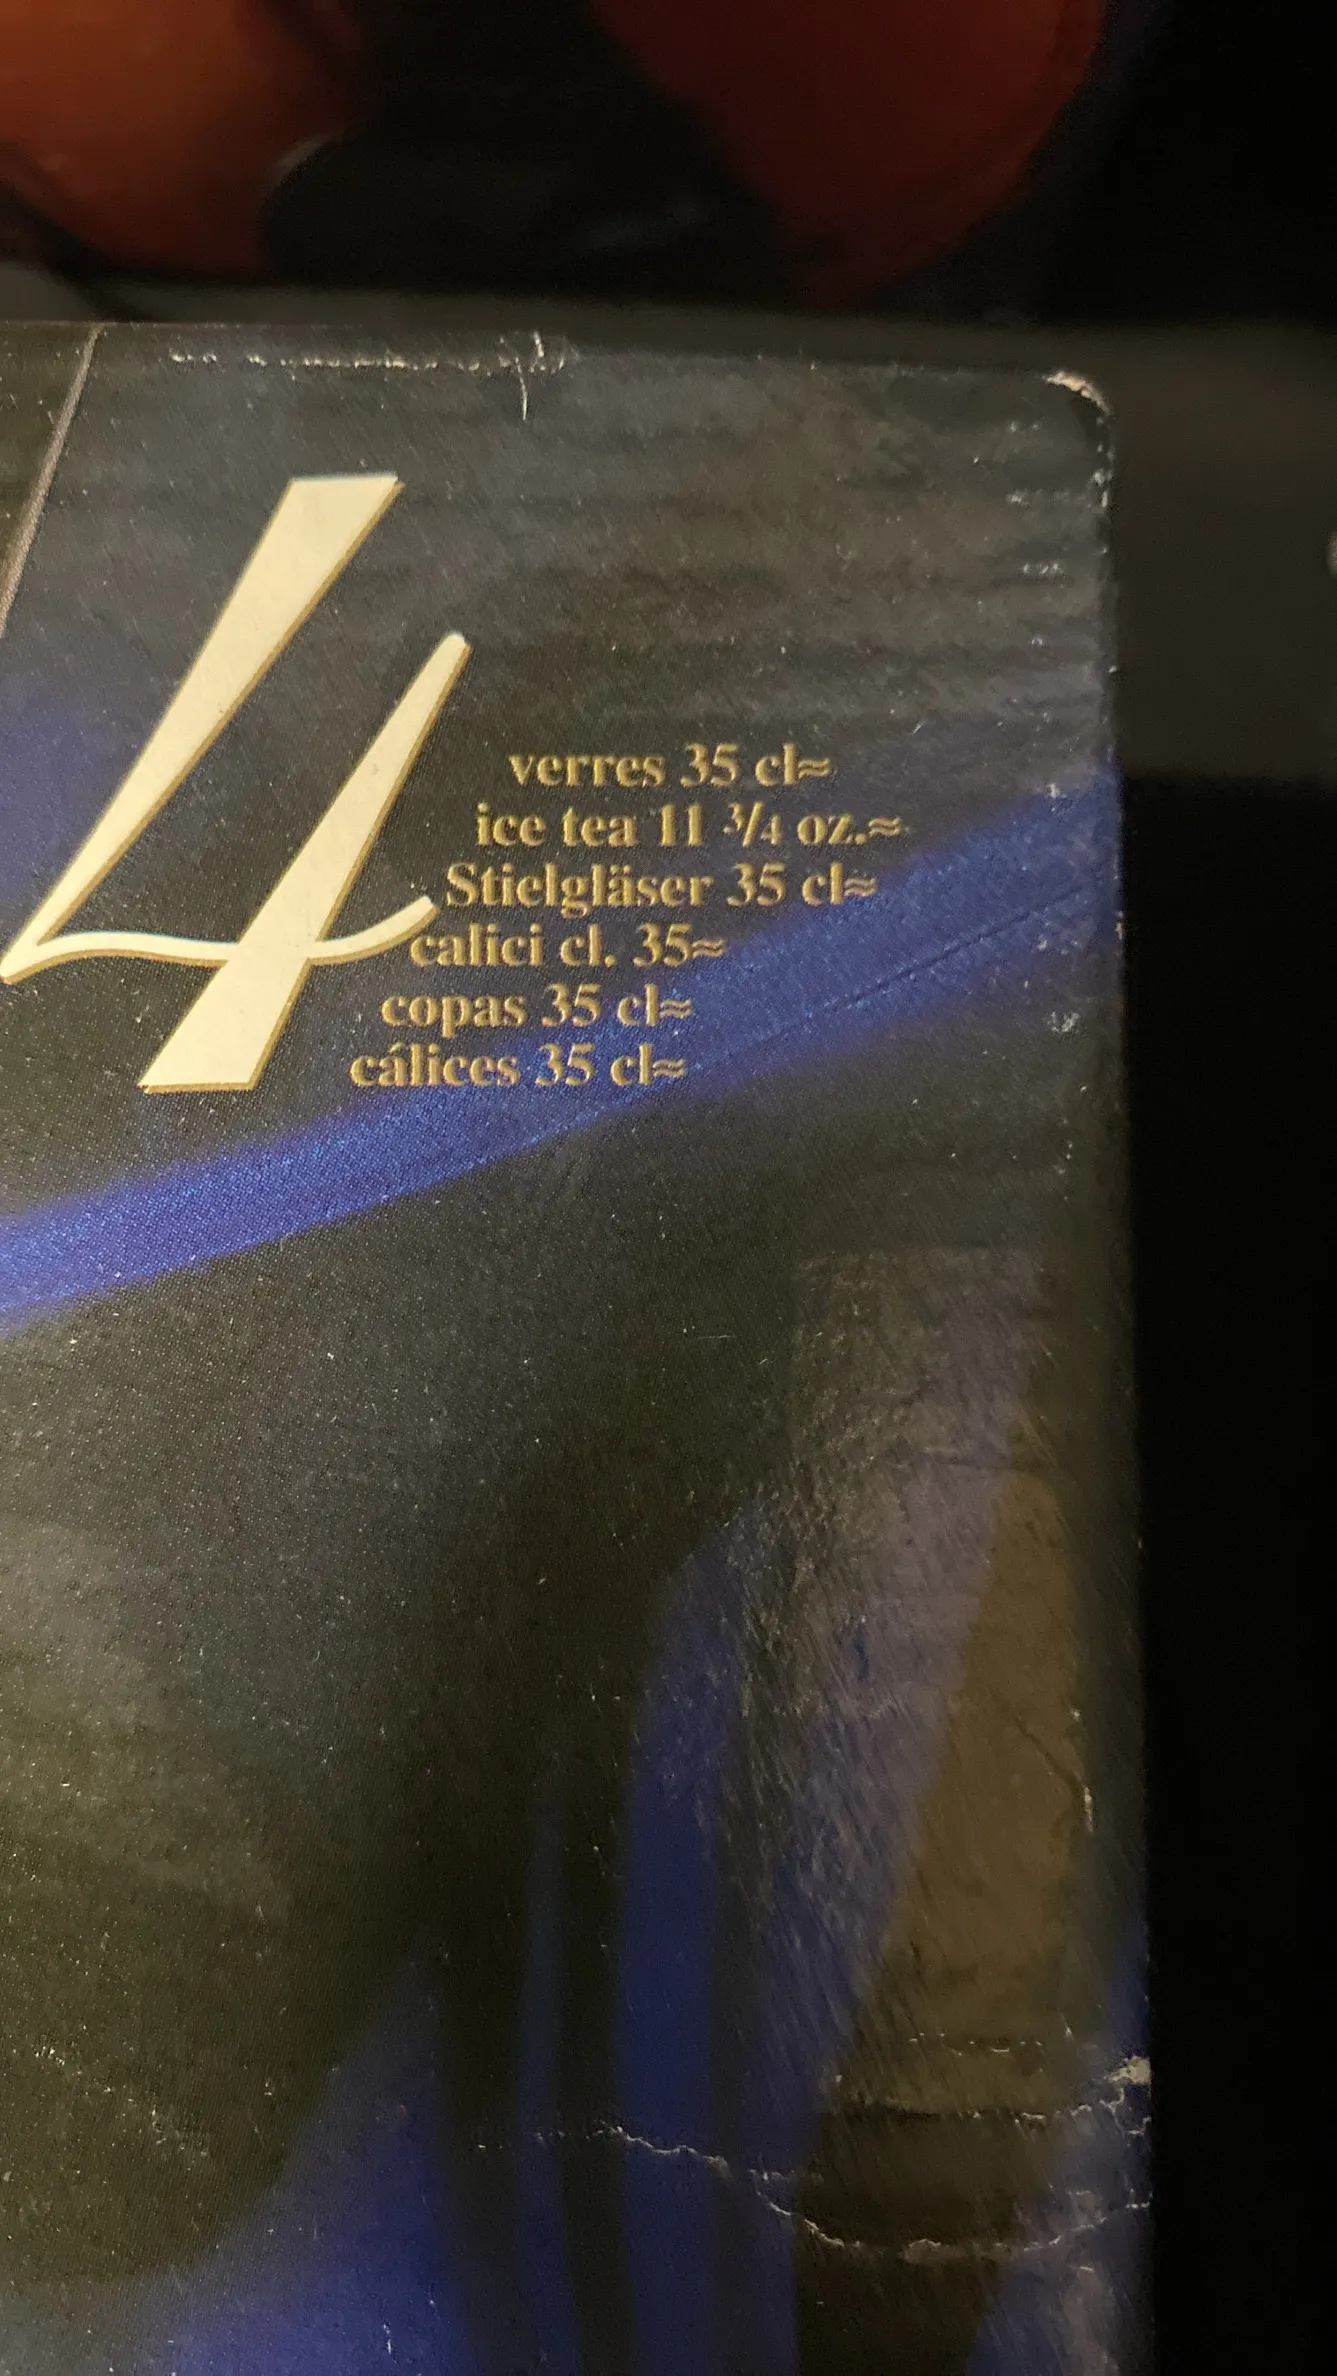 4
verres 35 cl≈
ice tea 11 3/4 oz.≈
Stielgläser 35 cl≈
calici cl. 35≈
copas 35 cl≈
cálices 35 cl≈